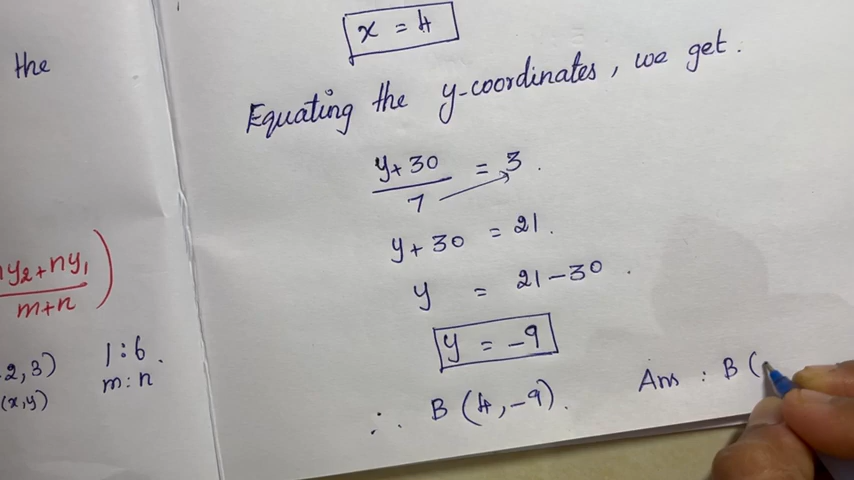 the
my₂+ny₁
m+n
2, 3)
1:6.
(x,y)
m:n
x = 4
Equating the y-coordinates, we get.
y+30 / 7 = 3.
y+30 = 21.
y = 21-30.
y = -9
∴ B (4, -9).
Ans : B (